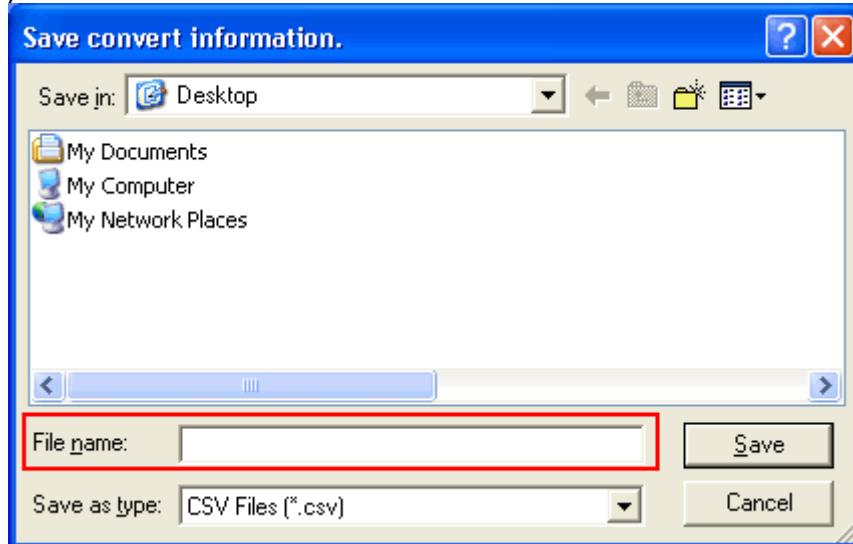 Save convert information.
Save in: Desktop
My Documents
My Computer
My Network Places
File name:
Save
Save as type: CSV Files (*.csv)
Cancel